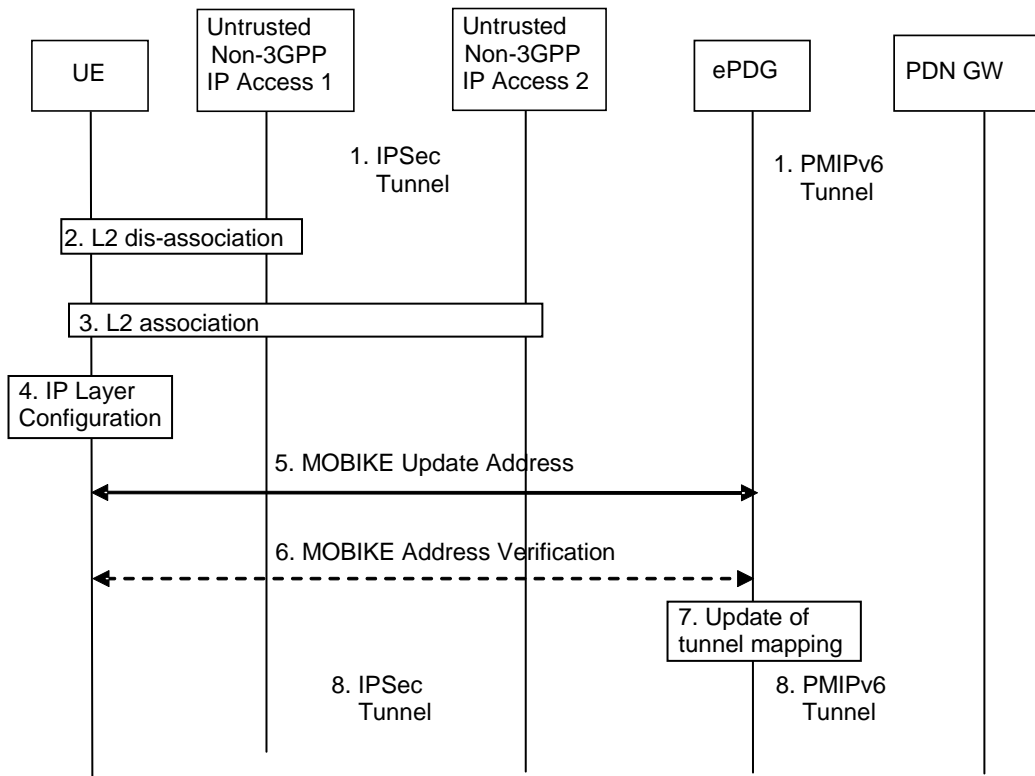 UE
Untrusted
Non-3GPP
IP Access 1
Untrusted
Non-3GPP
IP Access 2
ePDG
PDN GW
1. IPSec
Tunnel
1. PMIPv6
Tunnel
2. L2 dis-association
3. L2 association
4. IP Layer
Configuration
5. MOBIKE Update Address
6. MOBIKE Address Verification
7. Update of
tunnel mapping
8. IPSec
Tunnel
8. PMIPv6
Tunnel